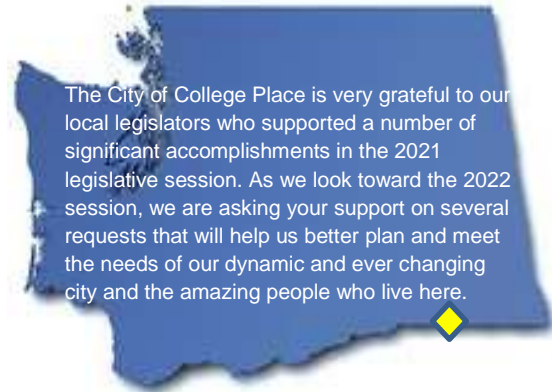 The City of College Place is very grateful to our
local legislators who supported a number of
significant accomplishments in the 2021
legislative session. As we look toward the 2022
session, we are asking your support on several
requests that will help us better plan and meet
the needs of our dynamic and ever changing
city and the amazing people who live here.